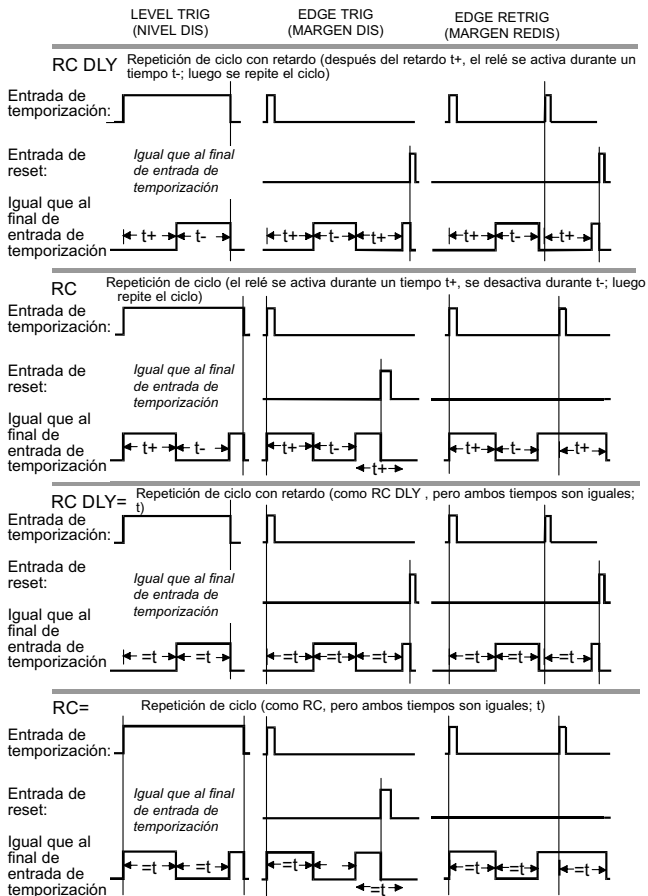 LEVEL TRIG
(NIVEL DIS)
EDGE TRIG
(MARGEN DIS)
EDGE RETRIG
(MARGEN REDIS)
RC DLY
Repetición de ciclo con retardo (después del retardo t+, el relé se activa durante un
tiempo t-; luego se repite el ciclo)
Entrada de
temporización:
Entrada de
reset:
Igual que al final
de entrada de
temporización
Igual que al
final de
entrada de
temporización
t+ t-
t+ t- t+
t+ t- t+
RC
Repetición de ciclo (el relé se activa durante un tiempo t+, se desactiva durante t-; luego
repite el ciclo)
Entrada de
temporización:
Entrada de
reset:
Igual que al final
de entrada de
temporización
Igual que al
final de
entrada de
temporización
t+ t-
t+ t-
t+
t+ t- t+
RC DLY=
Repetición de ciclo con retardo (como RC DLY , pero ambos tiempos son iguales;
t)
Entrada de
temporización:
Entrada de
reset:
Igual que al final
de entrada de
temporización
Igual que al
final de
entrada de
temporización
=t =t
=t =t =t
=t =t =t
RC=
Repetición de ciclo (como RC, pero ambos tiempos son iguales; t)
Entrada de
temporización:
Entrada de
reset:
Igual que al final
de entrada de
temporización
Igual que al
final de
entrada de
temporización
=t =t
=t
=t
=t =t =t